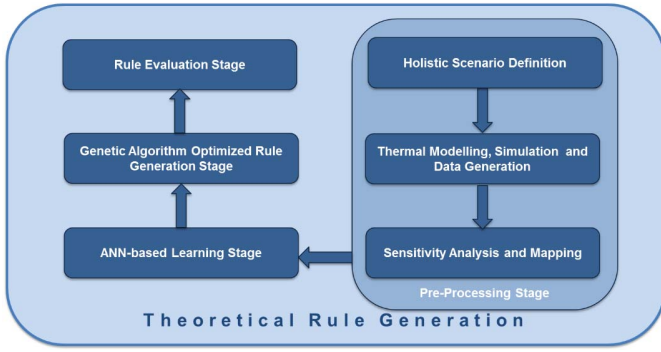 Rule Evaluation Stage
Genetic Algorithm Optimized Rule
Generation Stage
ANN-based Learning Stage
Holistic Scenario Definition
Thermal Modelling, Simulation and
Data Generation
Sensitivity Analysis and Mapping
Pre-Processing Stage
Theoretical Rule Generation